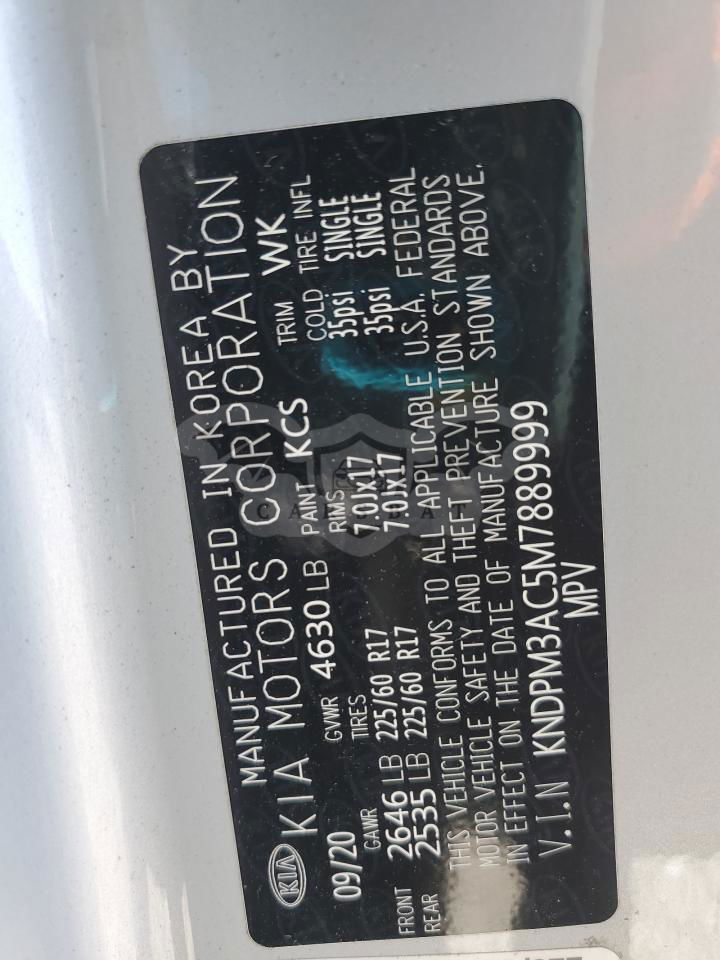 MANUFACTURED IN KOREA BY
KIA KIA MOTORS CORPORATION
09/20 GVWR 4630 LB PAINT KCS TRIM WK
GAWR TIRES RIMS COLD TIRE INFL
FRONT 2646 LB 225/60 R17 7.0Jx17 35psi SINGLE
REAR 2535 LB 225/60 R17 7.0Jx17 35psi SINGLE
THIS VEHICLE CONFORMS TO ALL APPLICABLE U.S.A. FEDERAL
MOTOR VEHICLE SAFETY AND THEFT PREVENTION STANDARDS
IN EFFECT ON THE DATE OF MANUFACTURE SHOWN ABOVE.
V.I.N KNDPM3AC5M7889999
MPV